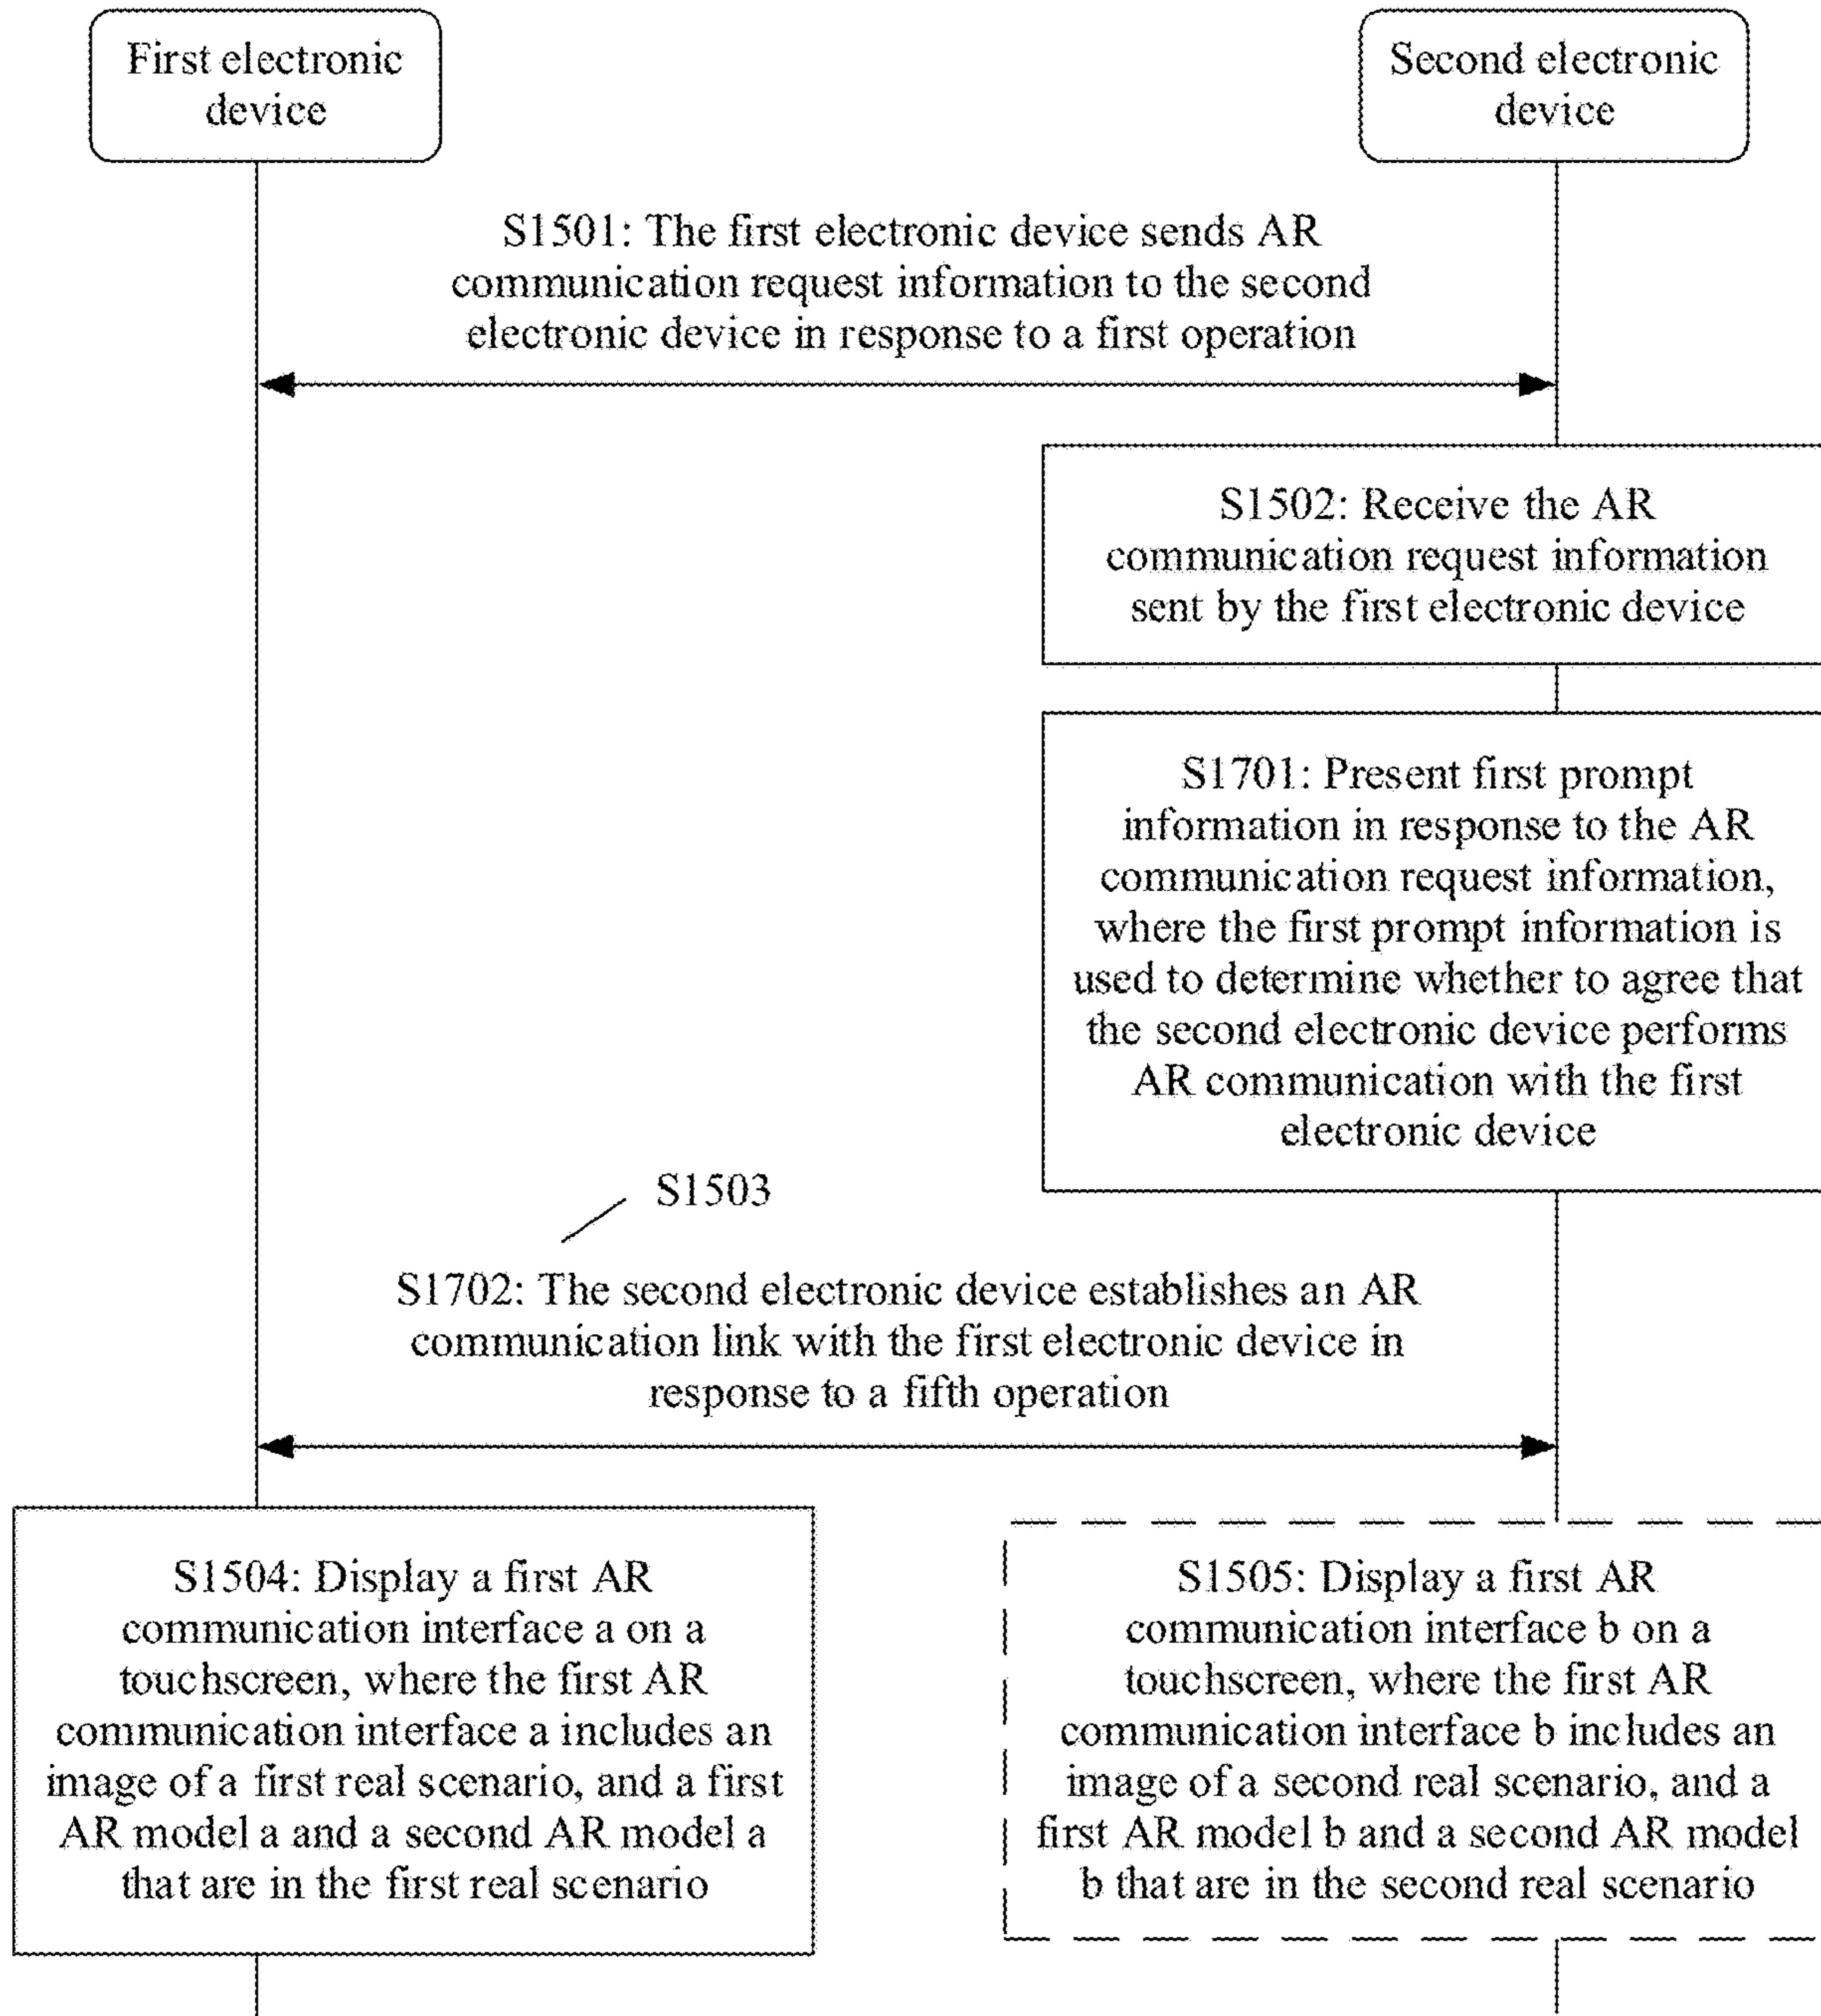 First electronic
device
Second electronic
device
S1501: The first electronic device sends AR
communication request information to the second
electronic device in response to a first operation
S1502: Receive the AR
communication request information
sent by the first electronic device
S1701: Present first prompt
information in response to the AR
communication request information,
where the first prompt information is
used to determine whether to agree that
the second electronic device performs
AR communication with the first
electronic device
S1503
S1702: The second electronic device establishes an AR
communication link with the first electronic device in
response to a fifth operation
S1504: Display a first AR
communication interface a on a
touchscreen, where the first AR
communication interface a includes an
image of a first real scenario, and a first
AR model a and a second AR model a
that are in the first real scenario
S1505: Display a first AR
communication interface b on a
touchscreen, where the first AR
communication interface b includes an
image of a second real scenario, and a
first AR model b and a second AR model
b that are in the second real scenario